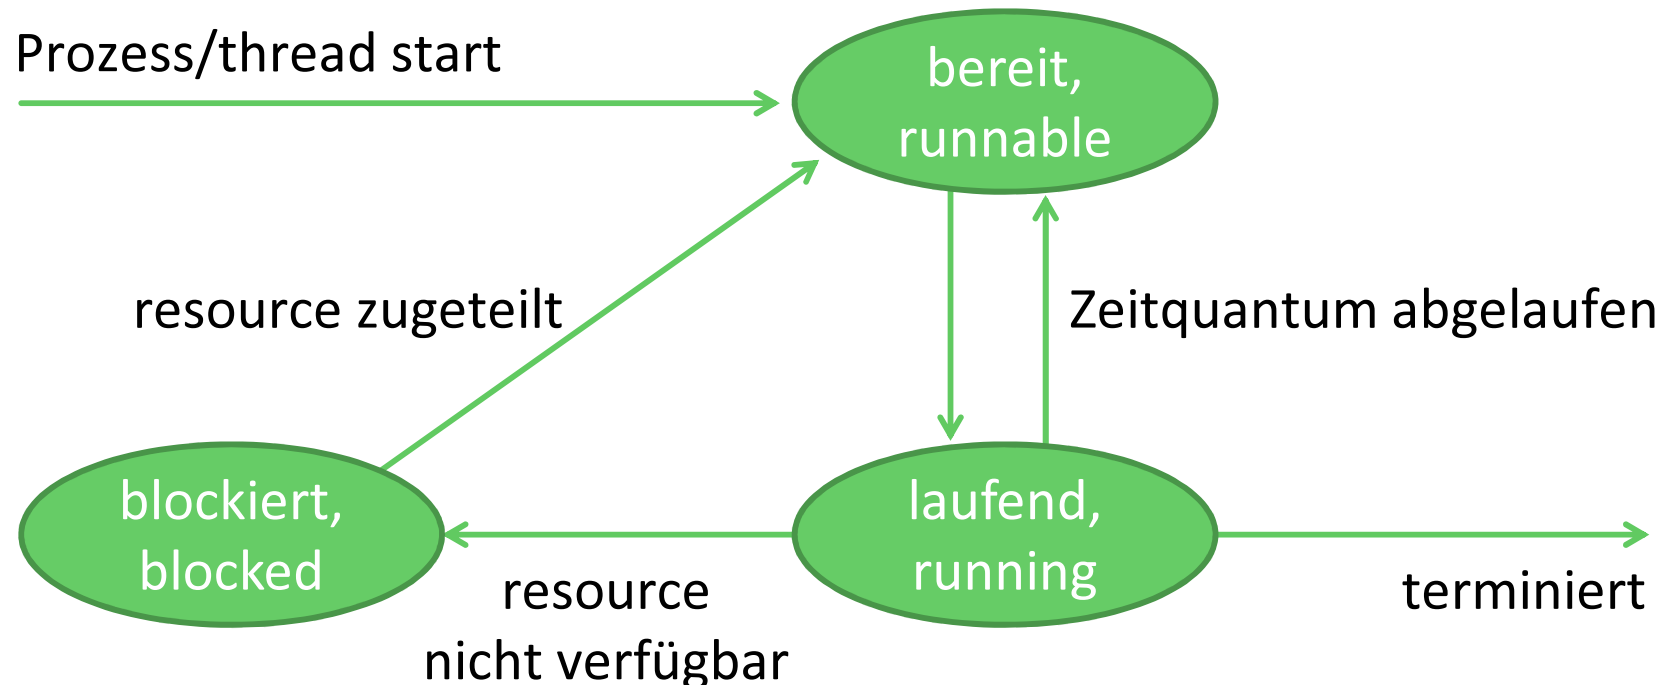 Prozess/thread start
bereit,
runnable
resource zugeteilt
Zeitquantum abgelaufen
blockiert,
blocked
laufend,
running
resource
nicht verfügbar
terminiert